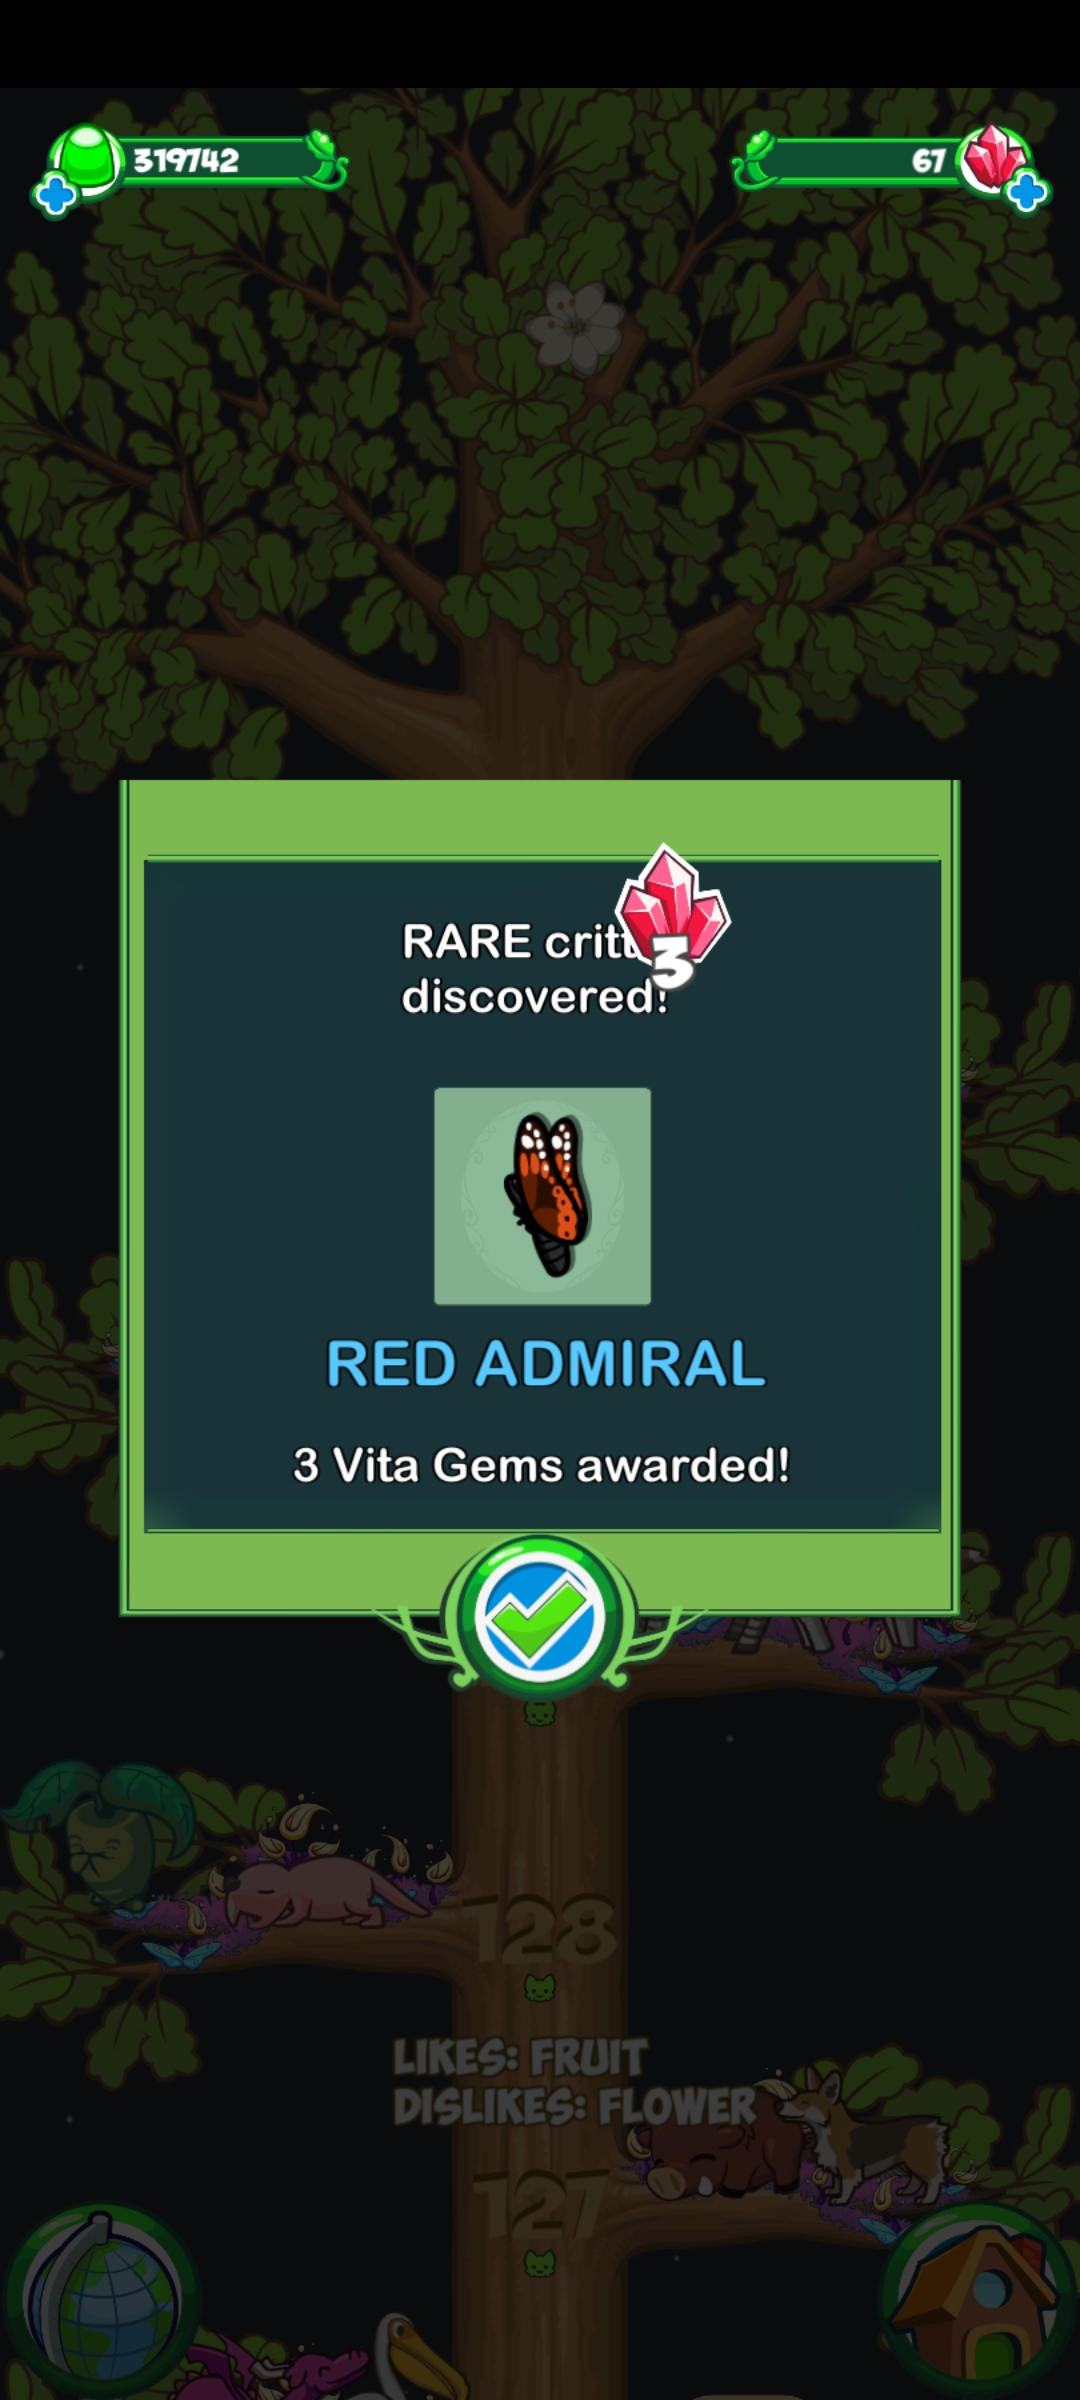 319742
67
RARE critt
discovered!
3
RED ADMIRAL
3 Vita Gems awarded!
128
LIKES: FRUIT
DISLIKES: FLOWER
127